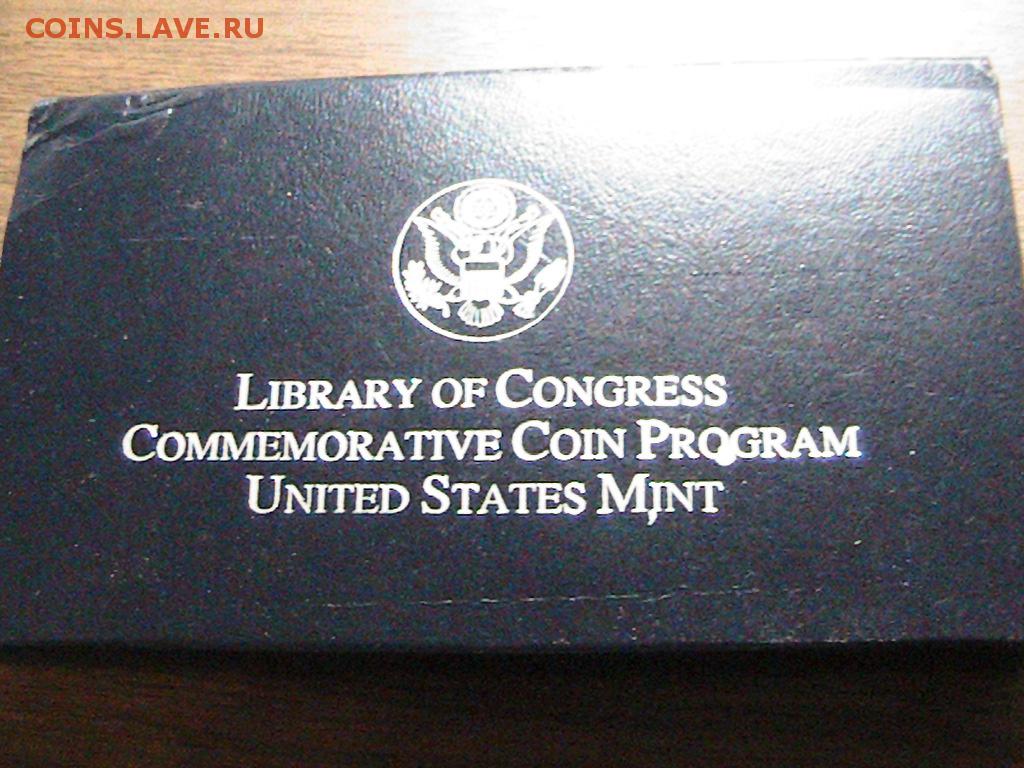 COINS.LAVE.RU
LIBRARY OF CONGRESS
COMMEMORATIVE COIN PROGRAM
UNITED STATES MINT